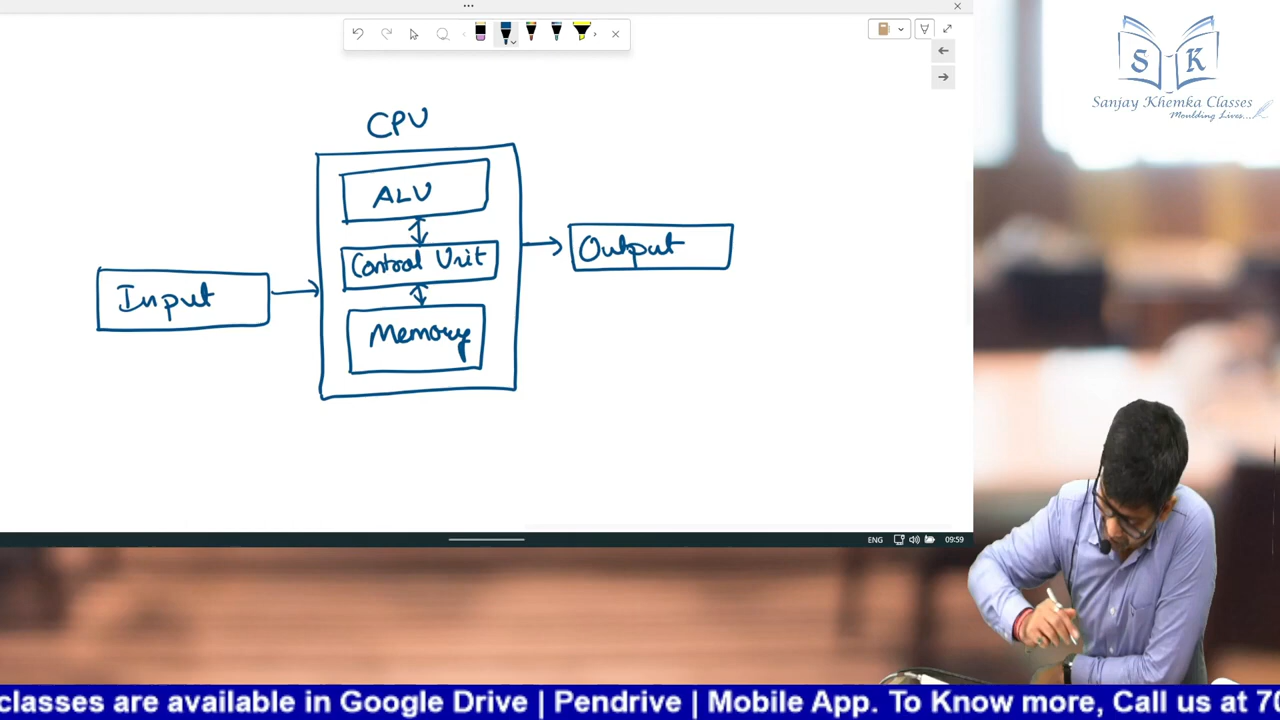 S K
Sanjay Khemka Classes
Moulding Lives...
CPU
ALU
Control Unit
Memory
Input
Output
ENG
09:59
classes are available in Google Drive | Pendrive | Mobile App. To Know more, Call us at 70